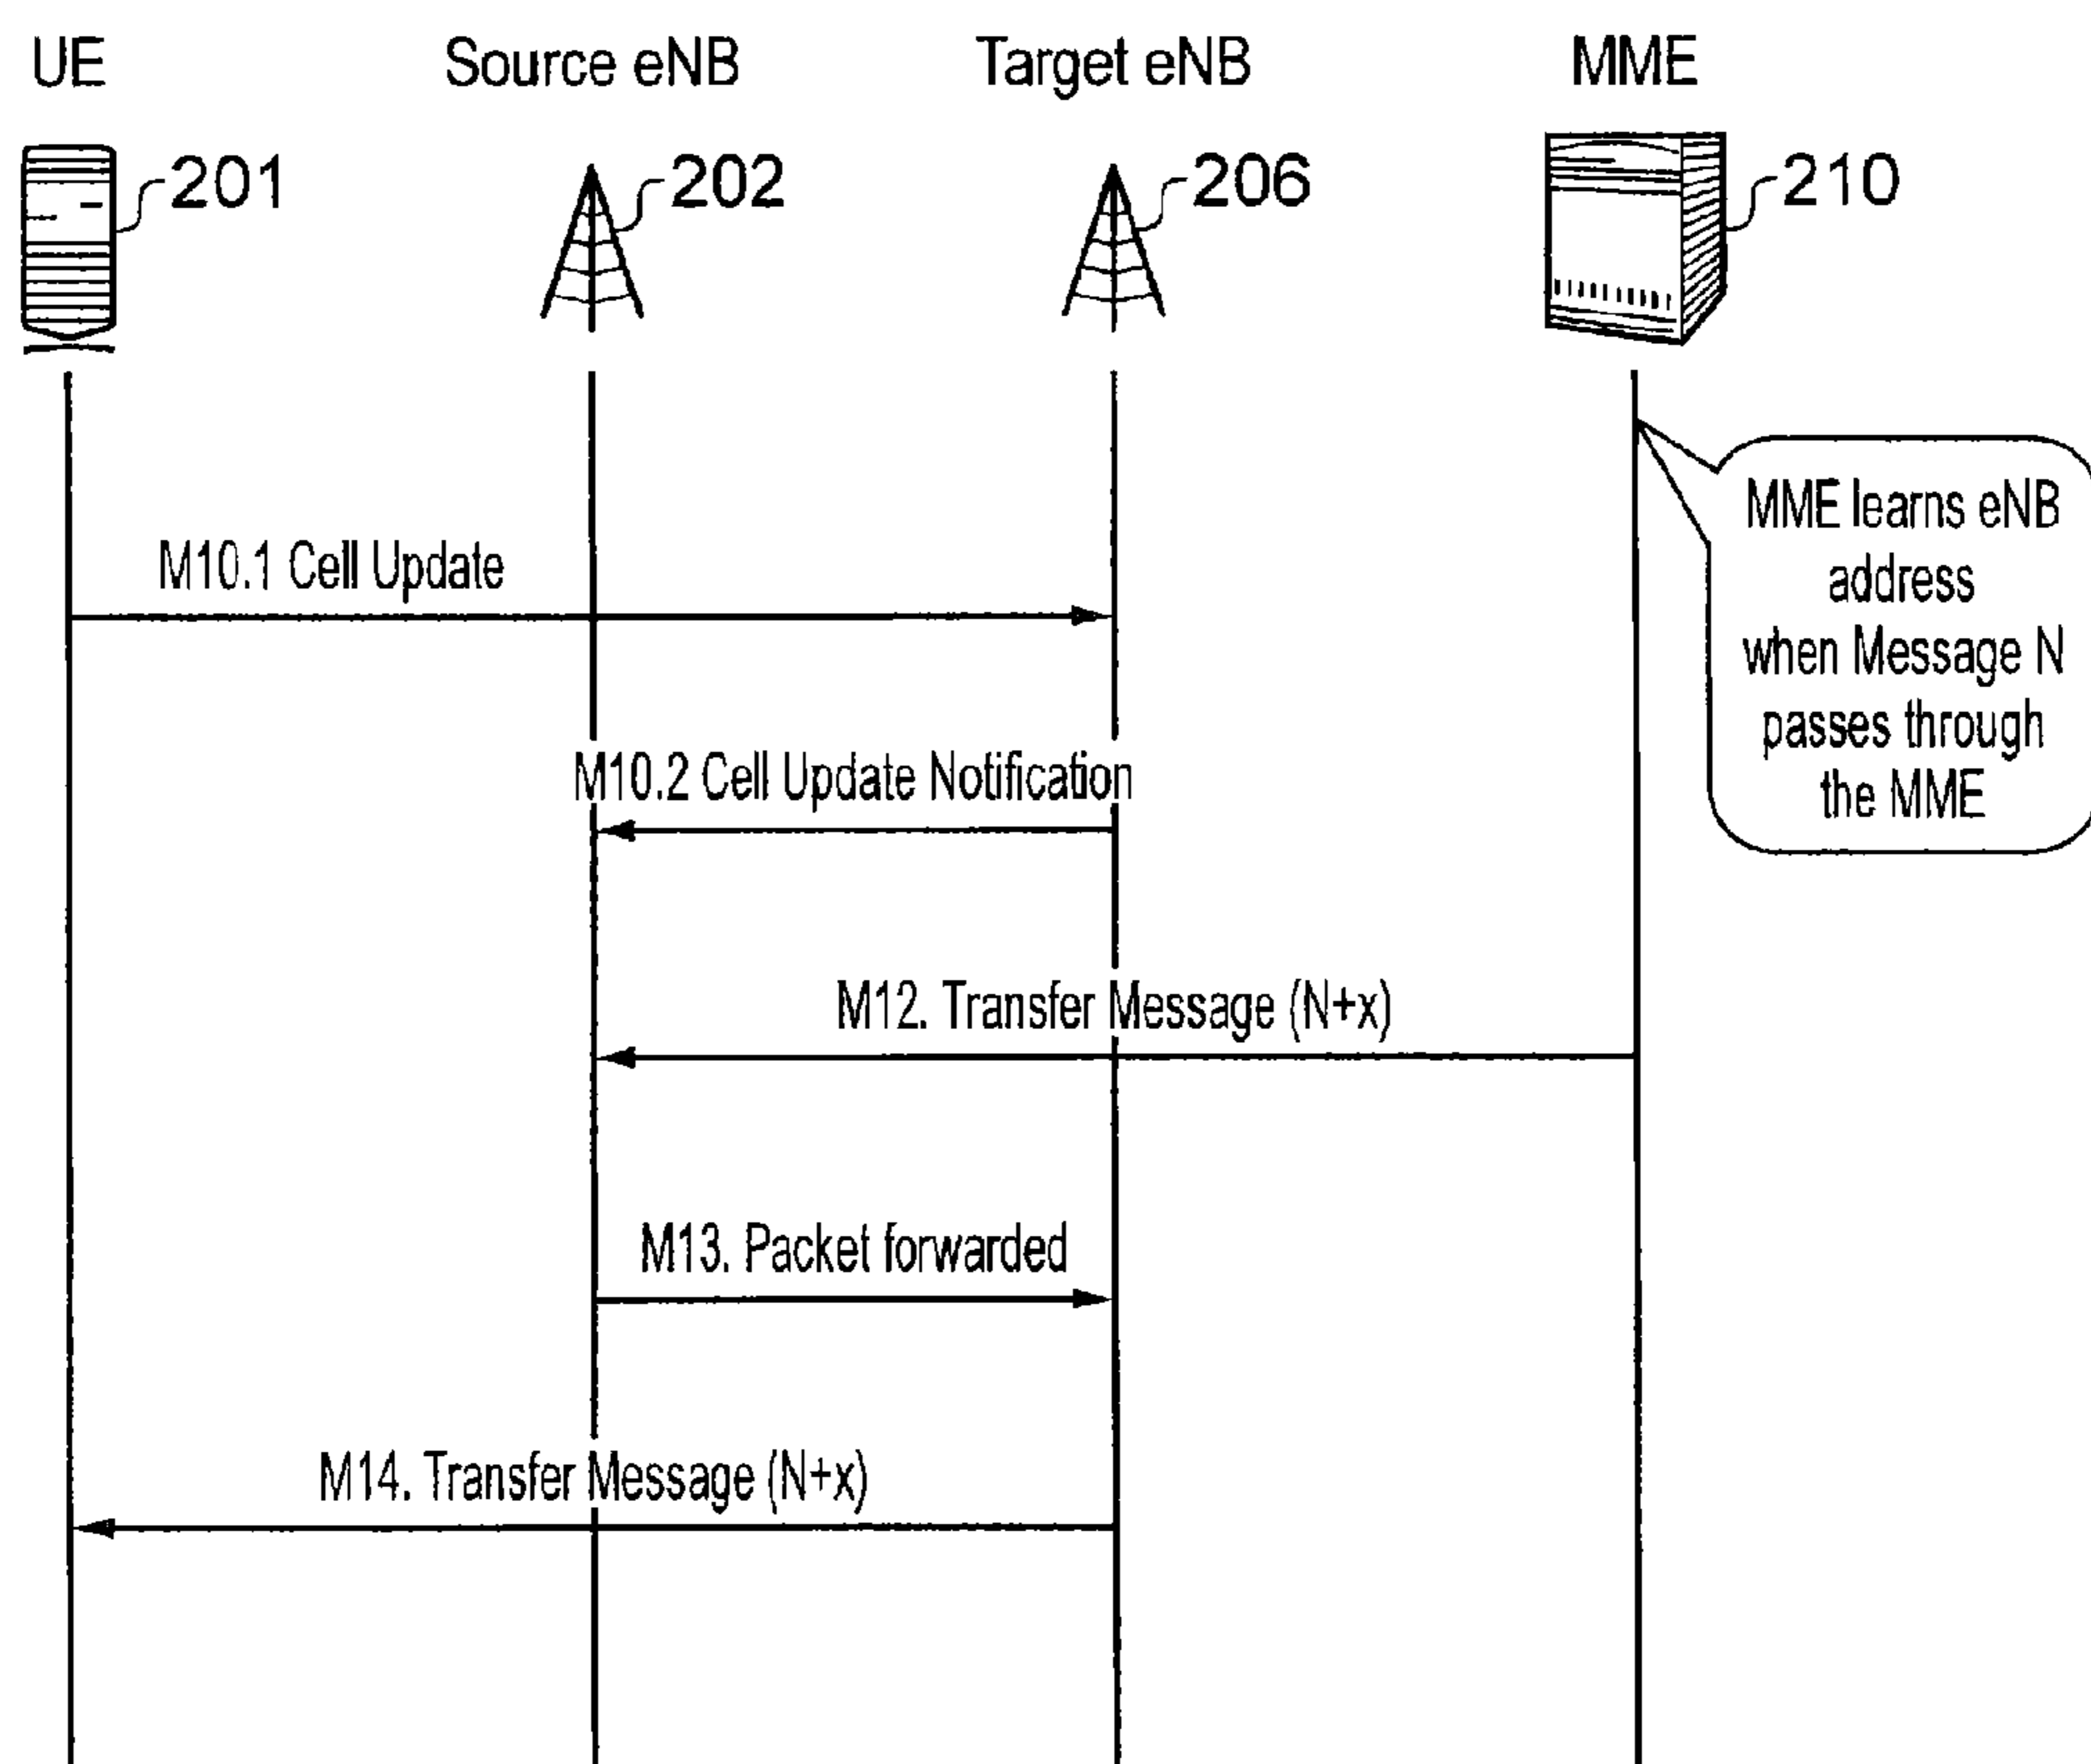 UE
Source eNB
Target eNB
MME
201
202
206
210
MME learns eNB
address
when Message N
passes through
the MME
M10.1 Cell Update
M10.2 Cell Update Notification
M12. Transfer Message (N+x)
M13. Packet forwarded
M14. Transfer Message (N+x)